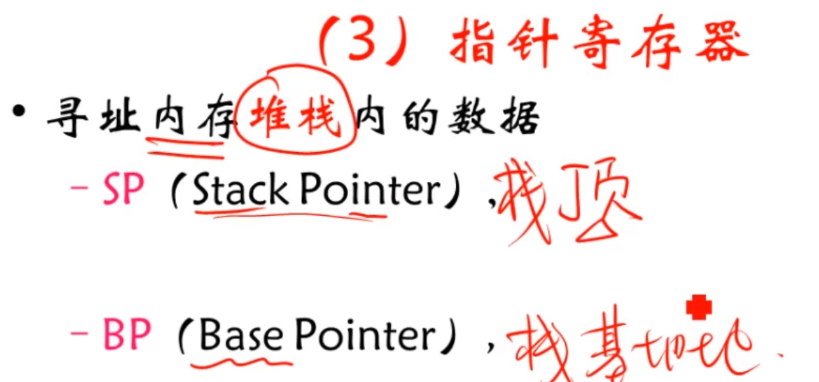 （3）指针寄存器
• 寻址内存堆栈内的数据
– SP（Stack Pointer），栈顶
– BP（Base Pointer），栈基地